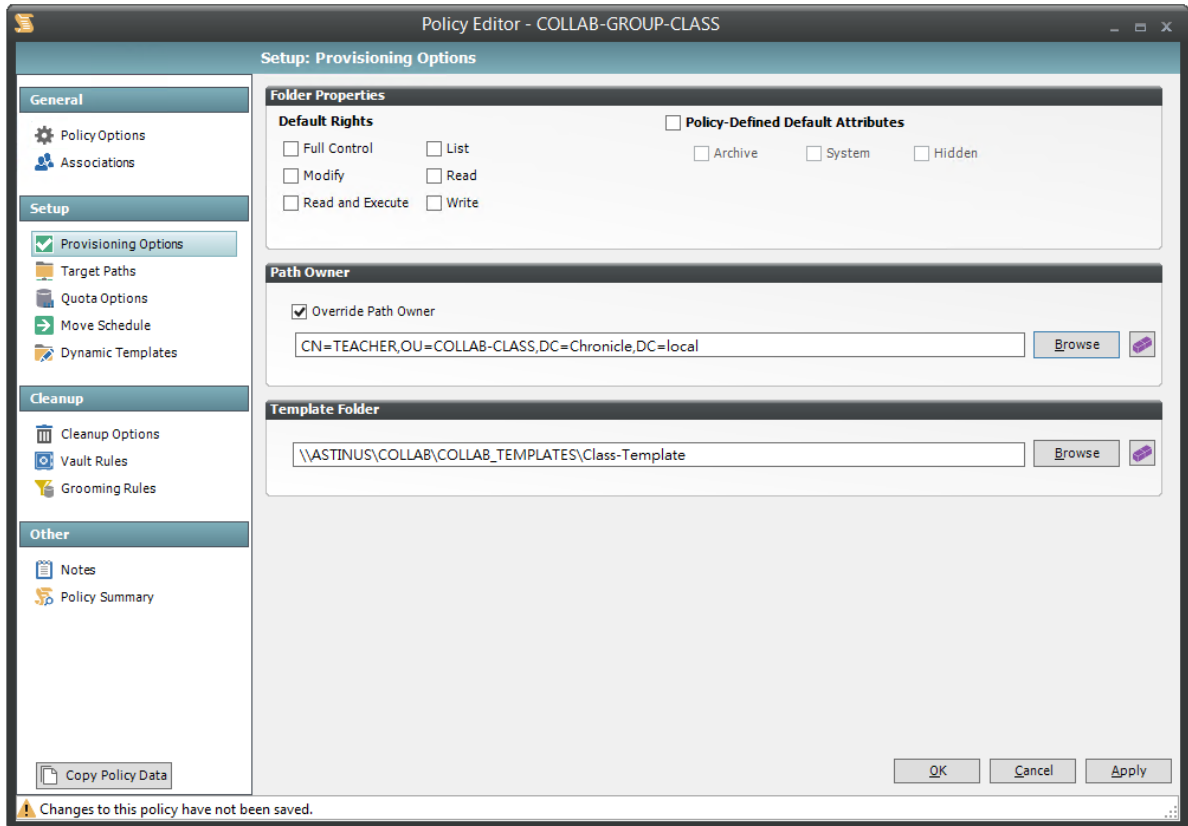 Policy Editor - COLLAB-GROUP-CLASS
Setup: Provisioning Options
General
Policy Options
Associations
Setup
Provisioning Options
Target Paths
Quota Options
Move Schedule
Dynamic Templates
Cleanup
Cleanup Options
Vault Rules
Grooming Rules
Other
Notes
Policy Summary
Copy Policy Data
Folder Properties
Default Rights
Full Control
List
Modify
Read
Read and Execute
Write
Policy-Defined Default Attributes
Archive
System
Hidden
Path Owner
Override Path Owner
CN=TEACHER,OU=COLLAB-CLASS,DC=Chronicle,DC=local
Browse
Template Folder
\\ASTINUS\COLLAB\COLLAB_TEMPLATES\Class-Template
Browse
OK
Cancel
Apply
Changes to this policy have not been saved.